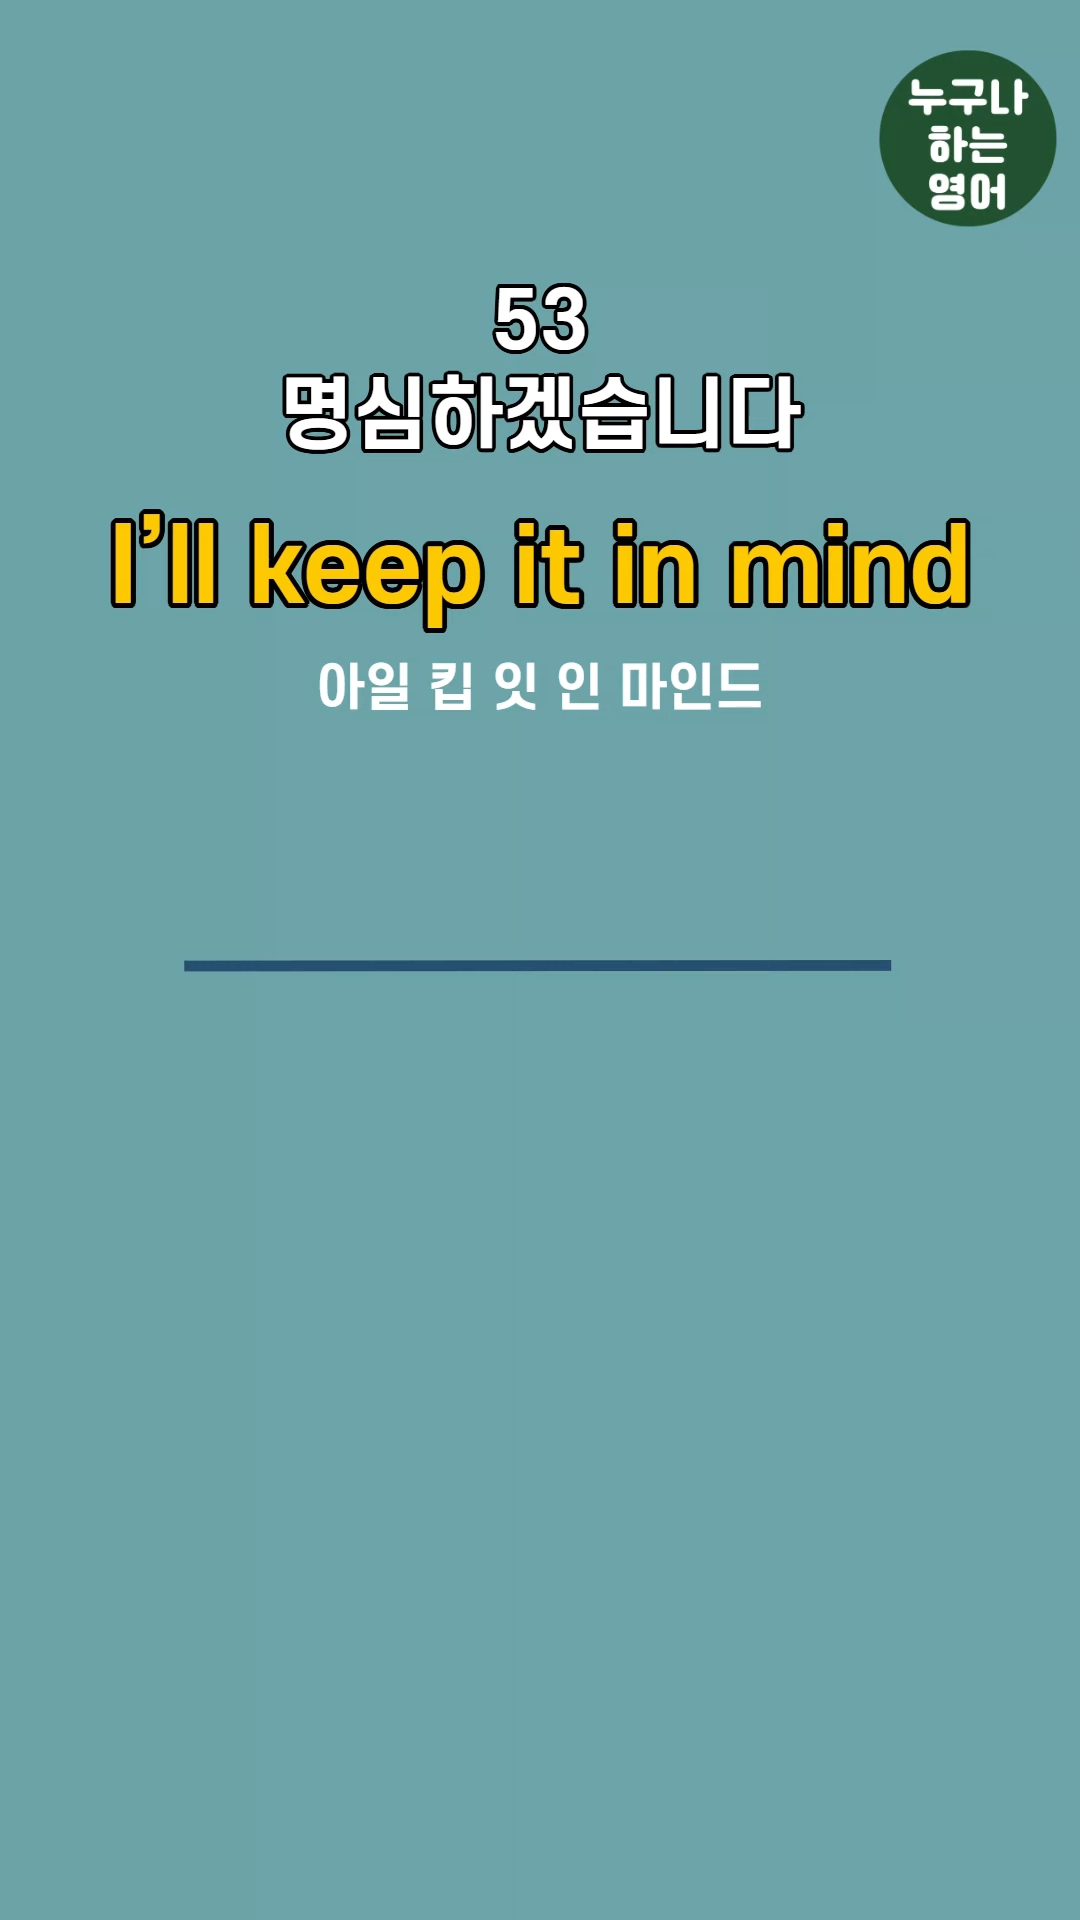 누구나
하는
영어
53
명심하겠습니다
I’ll keep it in mind
아일 킵 잇 인 마인드